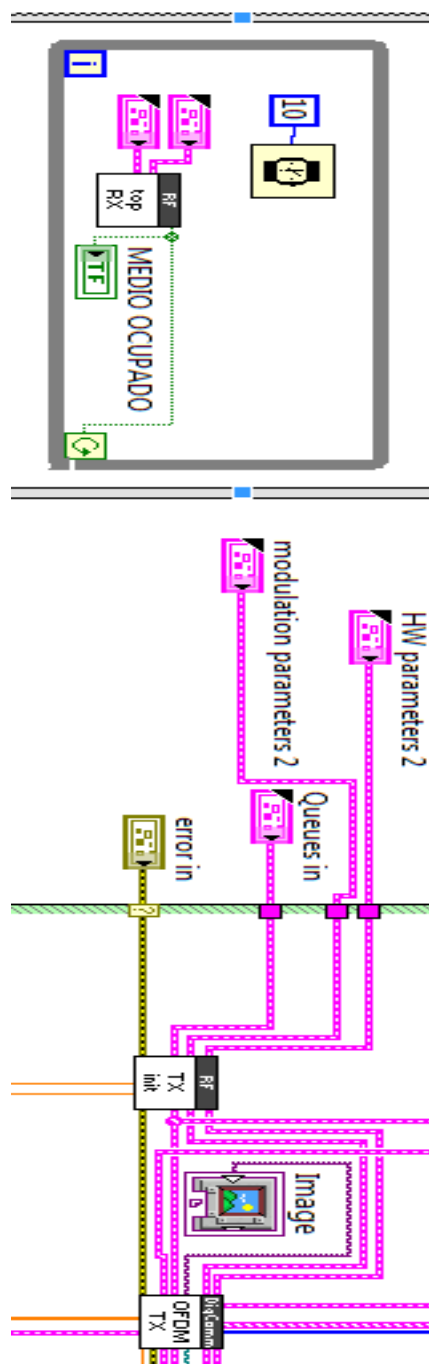 i
10
RF
top
RX
TF
MEDIO OCUPADO
modulation parameters 2
HW parameters 2
Queues in
error in
?
RF
TX
init
Image
DigComm
OFDM
TX